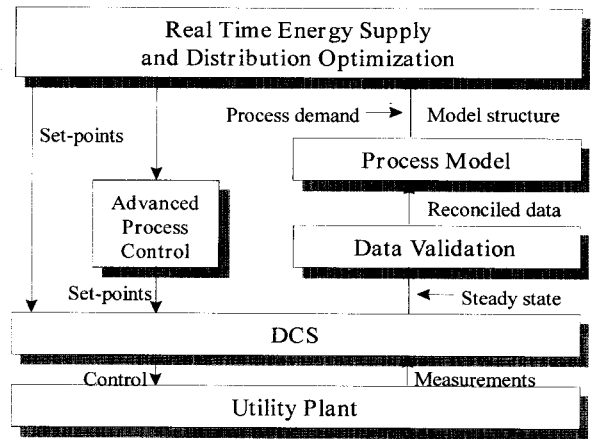 Real Time Energy Supply
and Distribution Optimization
Process demand
Model structure
Set-points
Process Model
Advanced
Process
Control
Reconciled data
Data Validation
Set-points
Steady state
DCS
Control
Measurements
Utility Plant